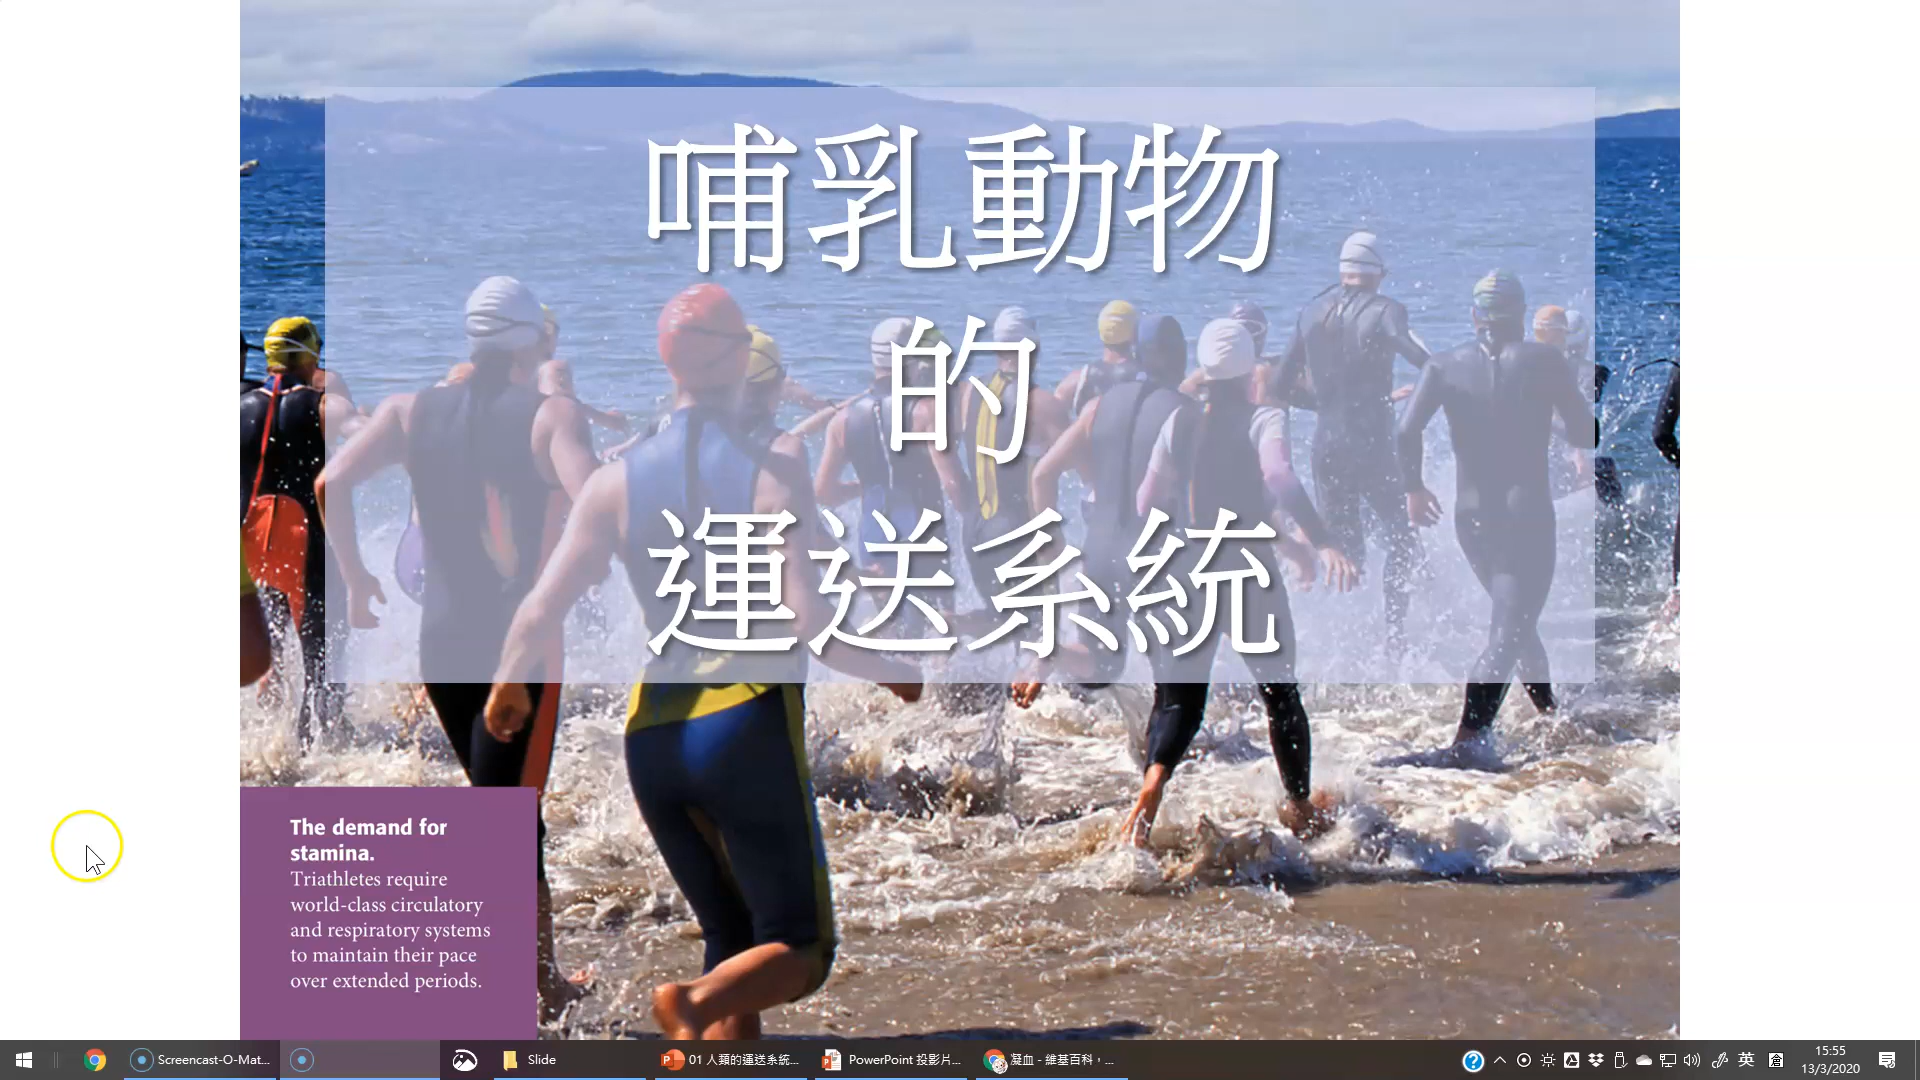 哺乳動物
的
運送系統
The demand for
stamina.
Triathletes require
world-class circulatory
and respiratory systems
to maintain their pace
over extended periods.
Screencast-O-Mat...
Slide
01 人類的運送系統...
PowerPoint 投影片...
凝血 - 維基百科，...
英
倉
15:55
13/3/2020